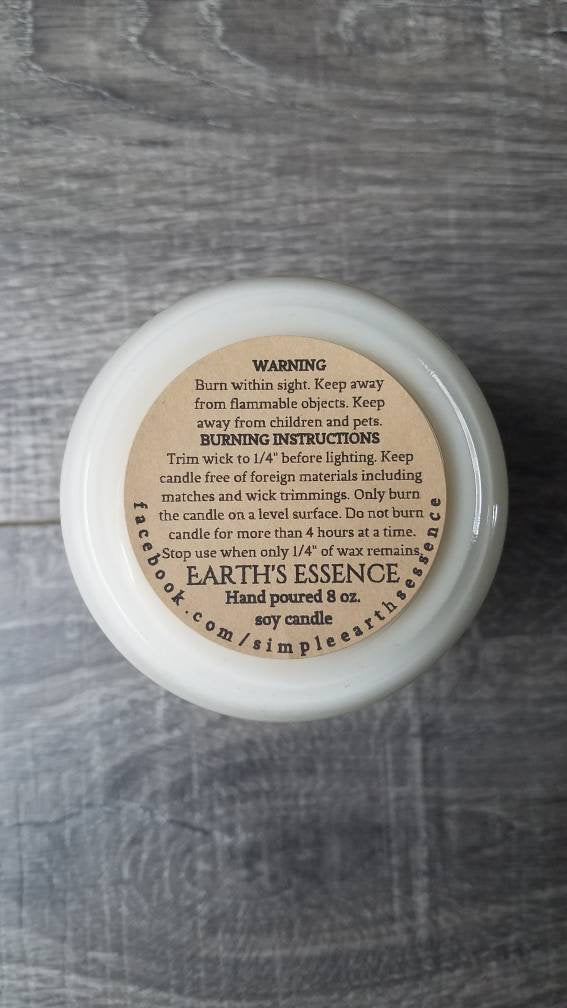 WARNING
Burn within sight. Keep away
from flammable objects. Keep
away from children and pets.
BURNING INSTRUCTIONS
Trim wick to 1/4" before lighting. Keep
candle free of foreign materials including
matches and wick trimmings. Only burn
the candle on a level surface. Do not burn
candle for more than 4 hours at a time.
Stop use when only 1/4" of wax remains.
EARTH'S ESSENCE
Hand poured 8 oz.
soy candle
facebook.com/simpleearthsessence